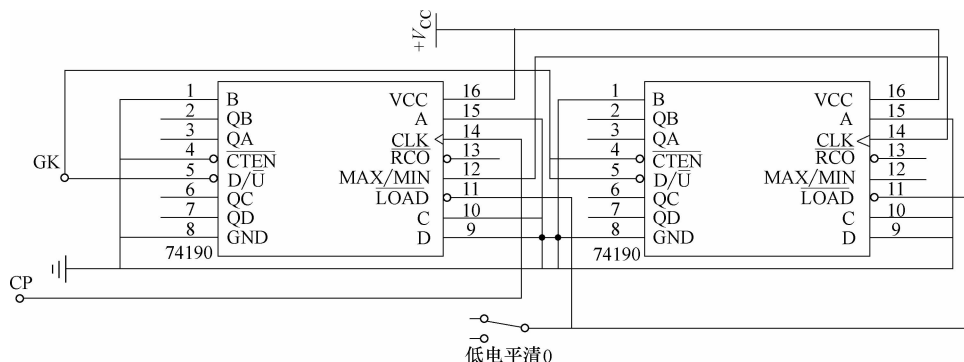 +VCC
1 B VCC 16
2 QB A 15
3 QA CLK 14
4 CTEN RCO 13
5 D/U MAX/MIN 12
6 QC LOAD 11
7 QD C 10
8 GND D 9
74190
1 B VCC 16
2 QB A 15
3 QA CLK 14
4 CTEN RCO 13
5 D/U MAX/MIN 12
6 QC LOAD 11
7 QD C 10
8 GND D 9
74190
GK
CP
低电平清0